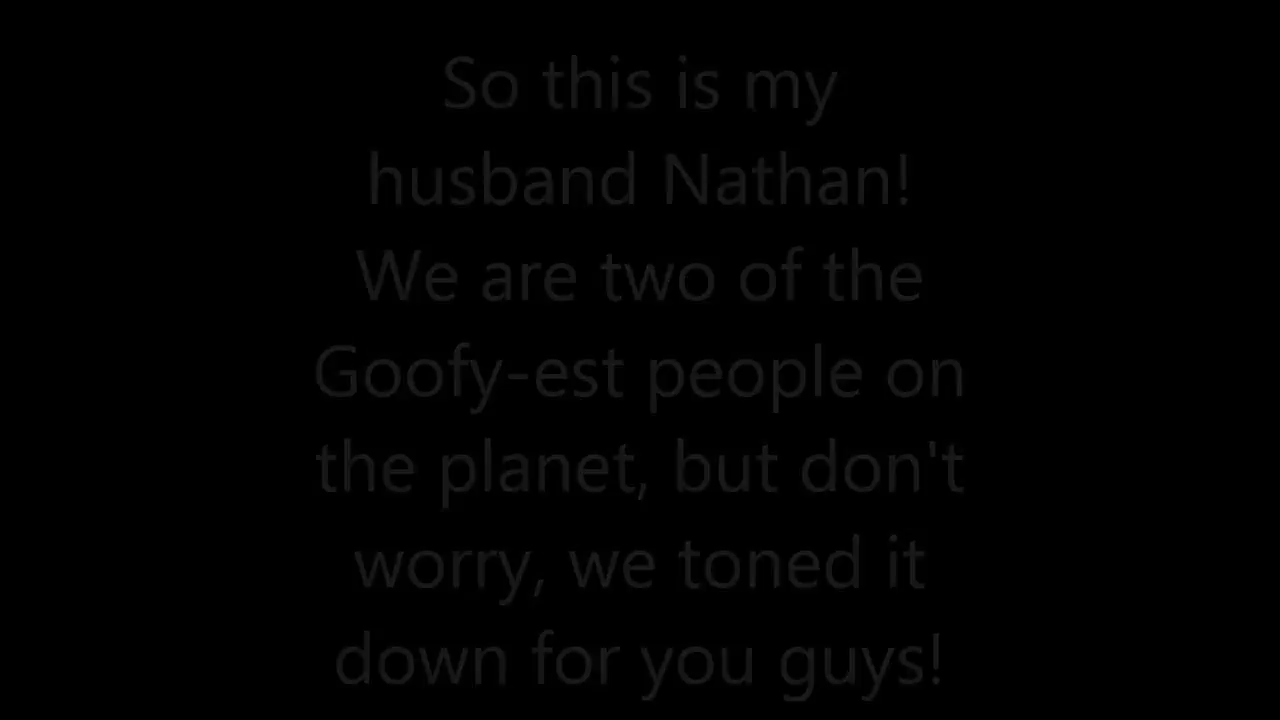 So this is my
husband Nathan!
We are two of the
Goofy-est people on
the planet, but don't
worry, we toned it
down for you guys!